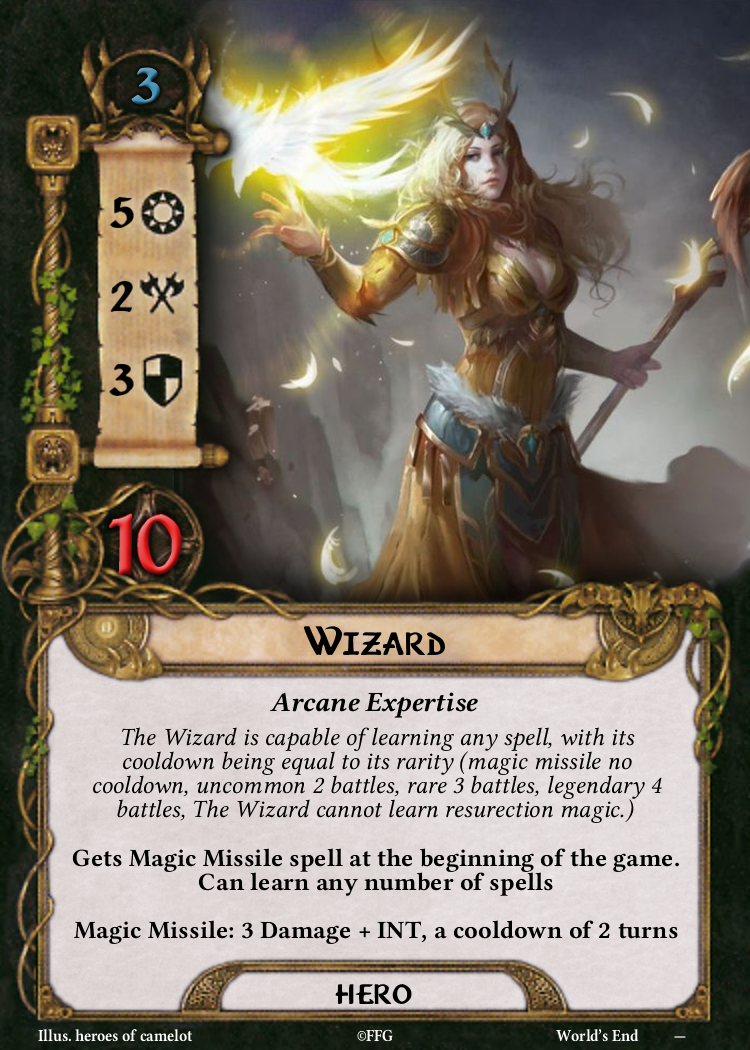 3
5
2
3
10
Wizard
Arcane Expertise
The Wizard is capable of learning any spell, with its
cooldown being equal to its rarity (magic missile no
cooldown, uncommon 2 battles, rare 3 battles, legendary 4
battles, The Wizard cannot learn resurection magic.)
Gets Magic Missile spell at the beginning of the game.
Can learn any number of spells
Magic Missile: 3 Damage + INT, a cooldown of 2 turns
HERO
Illus. heroes of camelot ©FFG World's End —